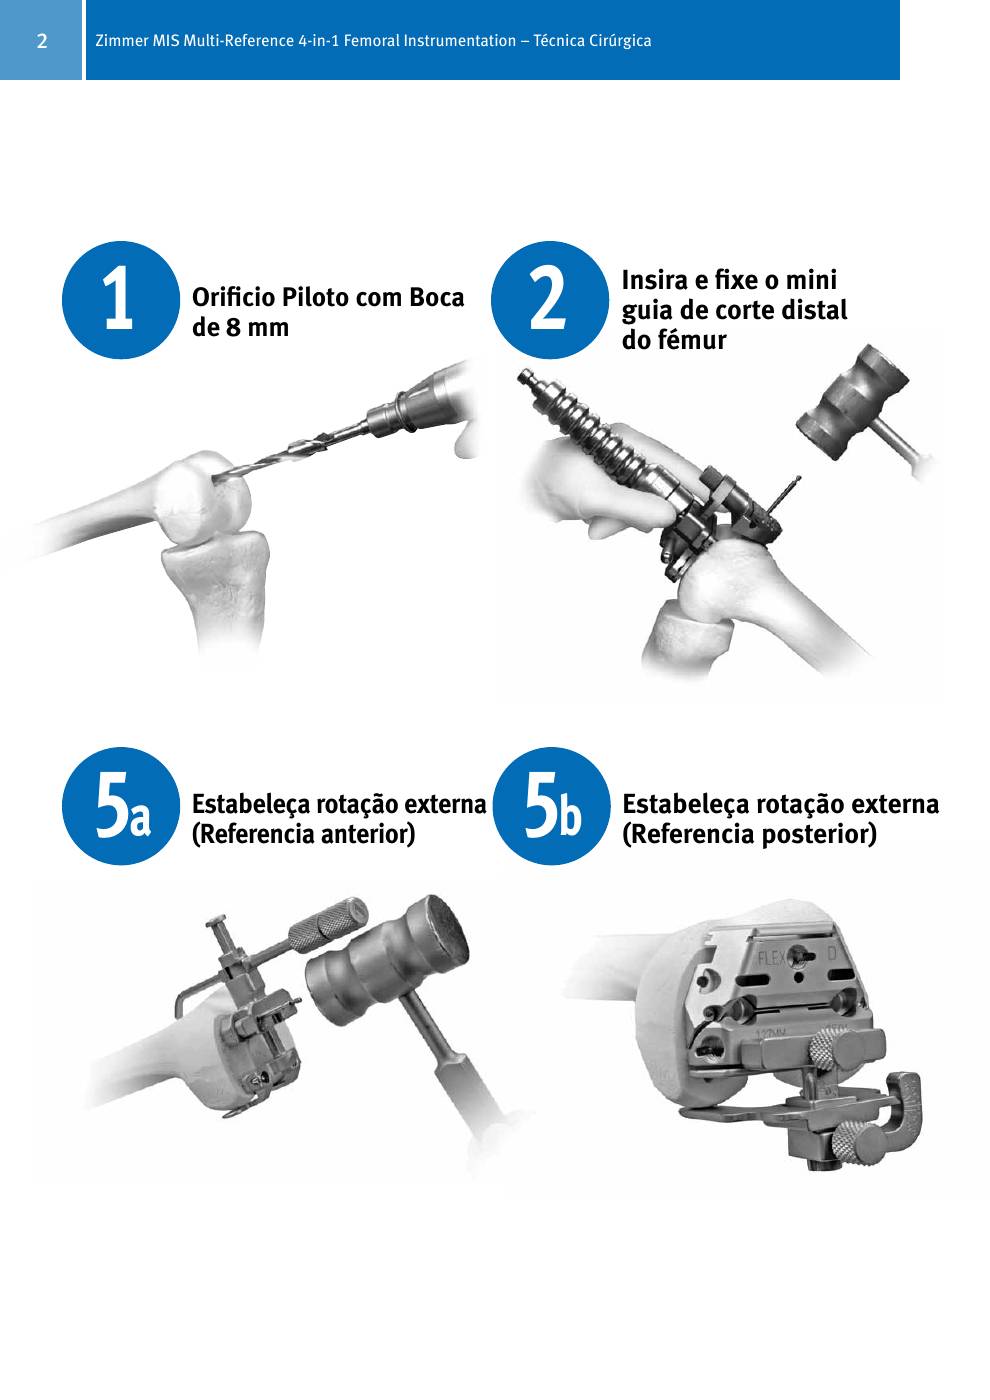 2
Zimmer MIS Multi-Reference 4-in-1 Femoral Instrumentation – Técnica Cirúrgica
1
Orificio Piloto com Boca
de 8 mm
2
Insira e fixe o mini
guia de corte distal
do fémur
5a
Estabeleça rotação externa
(Referencia anterior)
5b
Estabeleça rotação externa
(Referencia posterior)
FLEX D